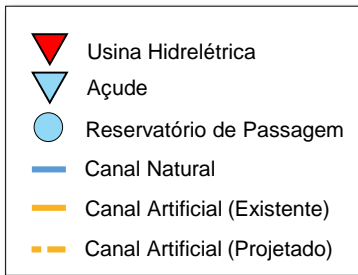 Usina Hidrelétrica
Açude
Reservatório de Passagem
Canal Natural
Canal Artificial (Existente)
Canal Artificial (Projetado)